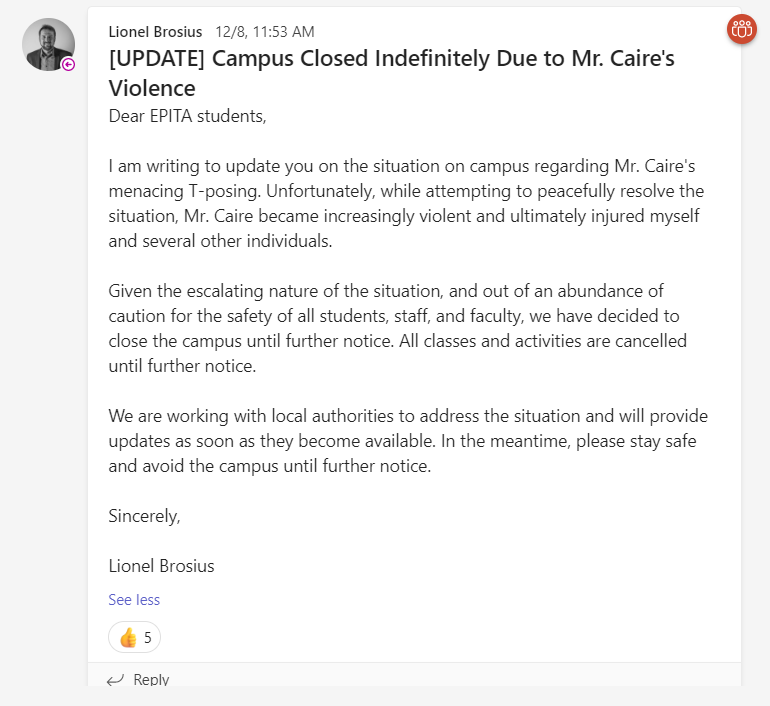 Lionel Brosius 12/8, 11:53 AM
[UPDATE] Campus Closed Indefinitely Due to Mr. Caire's
Violence
Dear EPITA students,
I am writing to update you on the situation on campus regarding Mr. Caire's
menacing T-posing. Unfortunately, while attempting to peacefully resolve the
situation, Mr. Caire became increasingly violent and ultimately injured myself
and several other individuals.
Given the escalating nature of the situation, and out of an abundance of
caution for the safety of all students, staff, and faculty, we have decided to
close the campus until further notice. All classes and activities are cancelled
until further notice.
We are working with local authorities to address the situation and will provide
updates as soon as they become available. In the meantime, please stay safe
and avoid the campus until further notice.
Sincerely,
Lionel Brosius
See less
👍 5
Reply